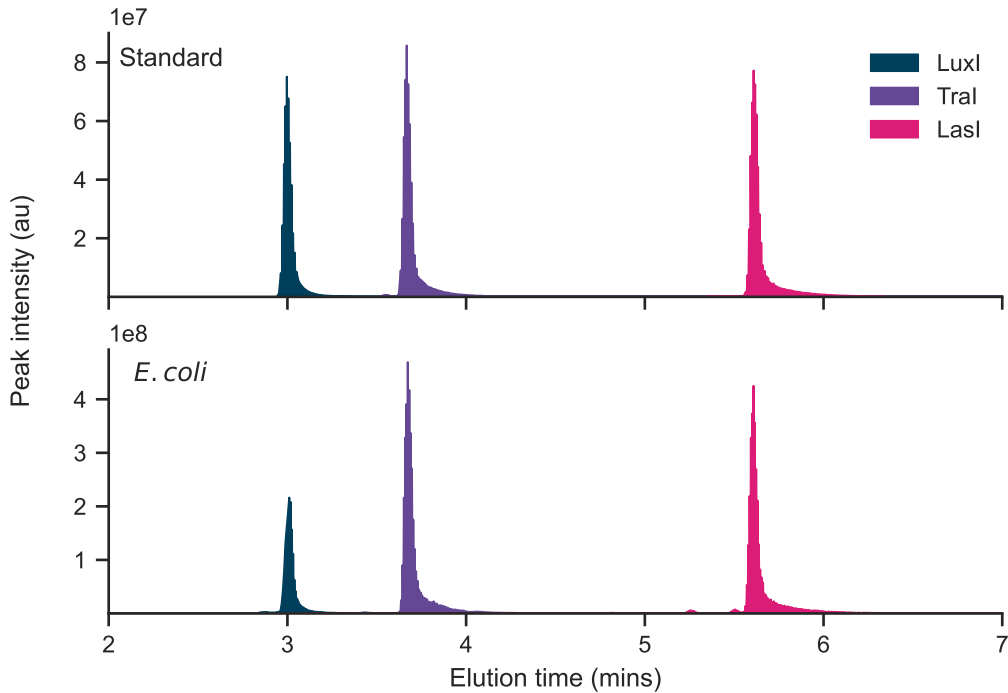 1e7
Standard
8
6
4
2
LuxI
TraI
LasI
Peak intensity (au)
1e8
E. coli
4
3
2
1
2 3 4 5 6 7
Elution time (mins)